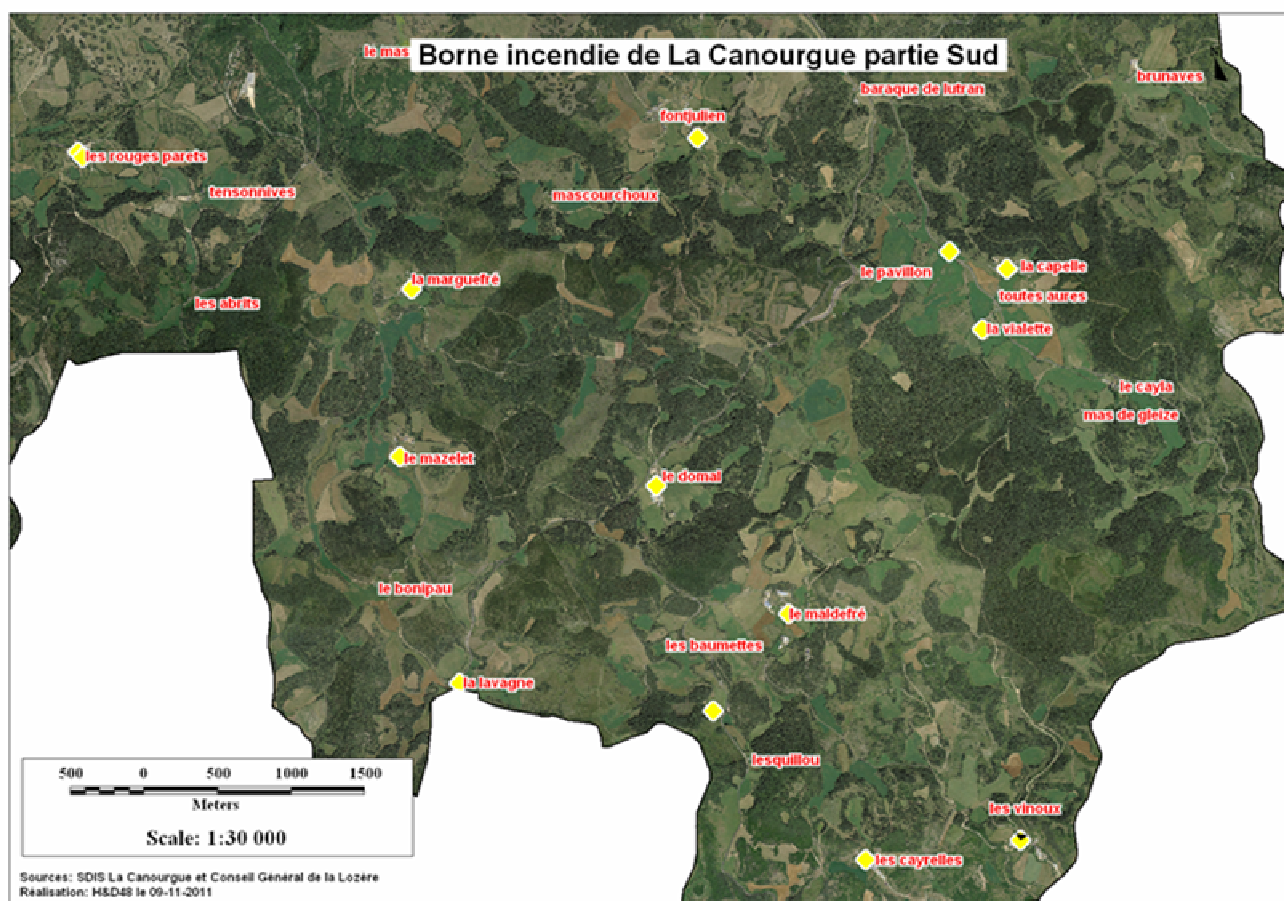 Borne incendie de La Canourgue partie Sud
le mas
baraque de lutran
brunaves
fontjulien
les rouges parets
tensonnives
mascourchoux
le pavillon
la capelle
la marguefré
les abrits
toutes aures
la vialette
le cayla
mas de gleize
le mazelet
le domal
le bonipau
le maldefré
les baumettes
la lavagne
lesquillou
les vinoux
les cayrelles
500 0 500 1000 1500
Meters
Scale: 1:30 000
Sources: SDIS La Canourgue et Conseil Général de la Lozère
Réalisation: H&D48 le 09-11-2011